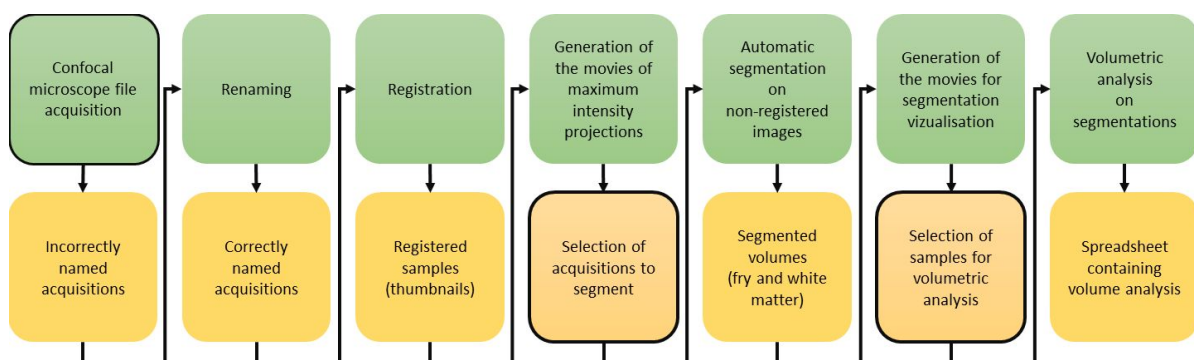 Confocal
microscope file
acquisition
Renaming
Registration
Generation of
the movies of
maximum
intensity
projections
Automatic
segmentation
on
non-registered
images
Generation of
the movies for
segmentation
vizualisation
Volumetric
analysis
on
segmentations
Incorrectly
named
acquisitions
Correctly
named
acquisitions
Registered
samples
(thumbnails)
Selection of
acquisitions to
segment
Segmented
volumes
(fry and white
matter)
Selection of
samples for
volumetric
analysis
Spreadsheet
containing
volume analysis